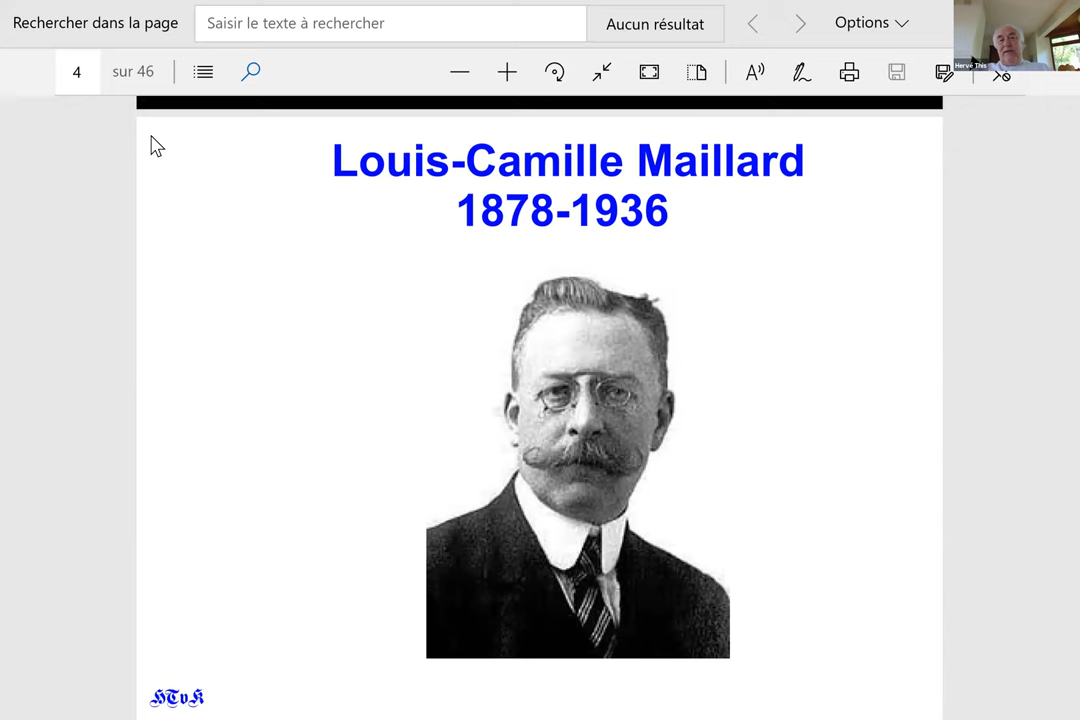 Rechercher dans la page
Saisir le texte à rechercher
Aucun résultat
Options
Hervé This
4
sur 46
Louis-Camille Maillard
1878-1936
HTvK